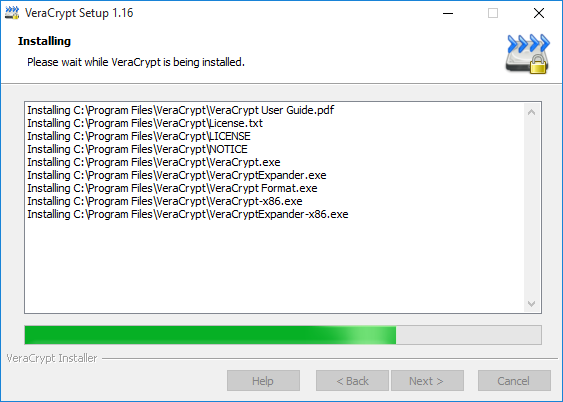 VeraCrypt Setup 1.16
Installing
Please wait while VeraCrypt is being installed.
Installing C:\Program Files\VeraCrypt\VeraCrypt User Guide.pdf
Installing C:\Program Files\VeraCrypt\License.txt
Installing C:\Program Files\VeraCrypt\LICENSE
Installing C:\Program Files\VeraCrypt\NOTICE
Installing C:\Program Files\VeraCrypt\VeraCrypt.exe
Installing C:\Program Files\VeraCrypt\VeraCryptExpander.exe
Installing C:\Program Files\VeraCrypt\VeraCrypt Format.exe
Installing C:\Program Files\VeraCrypt\VeraCrypt-x86.exe
Installing C:\Program Files\VeraCrypt\VeraCryptExpander-x86.exe
VeraCrypt Installer
Help < Back Next > Cancel